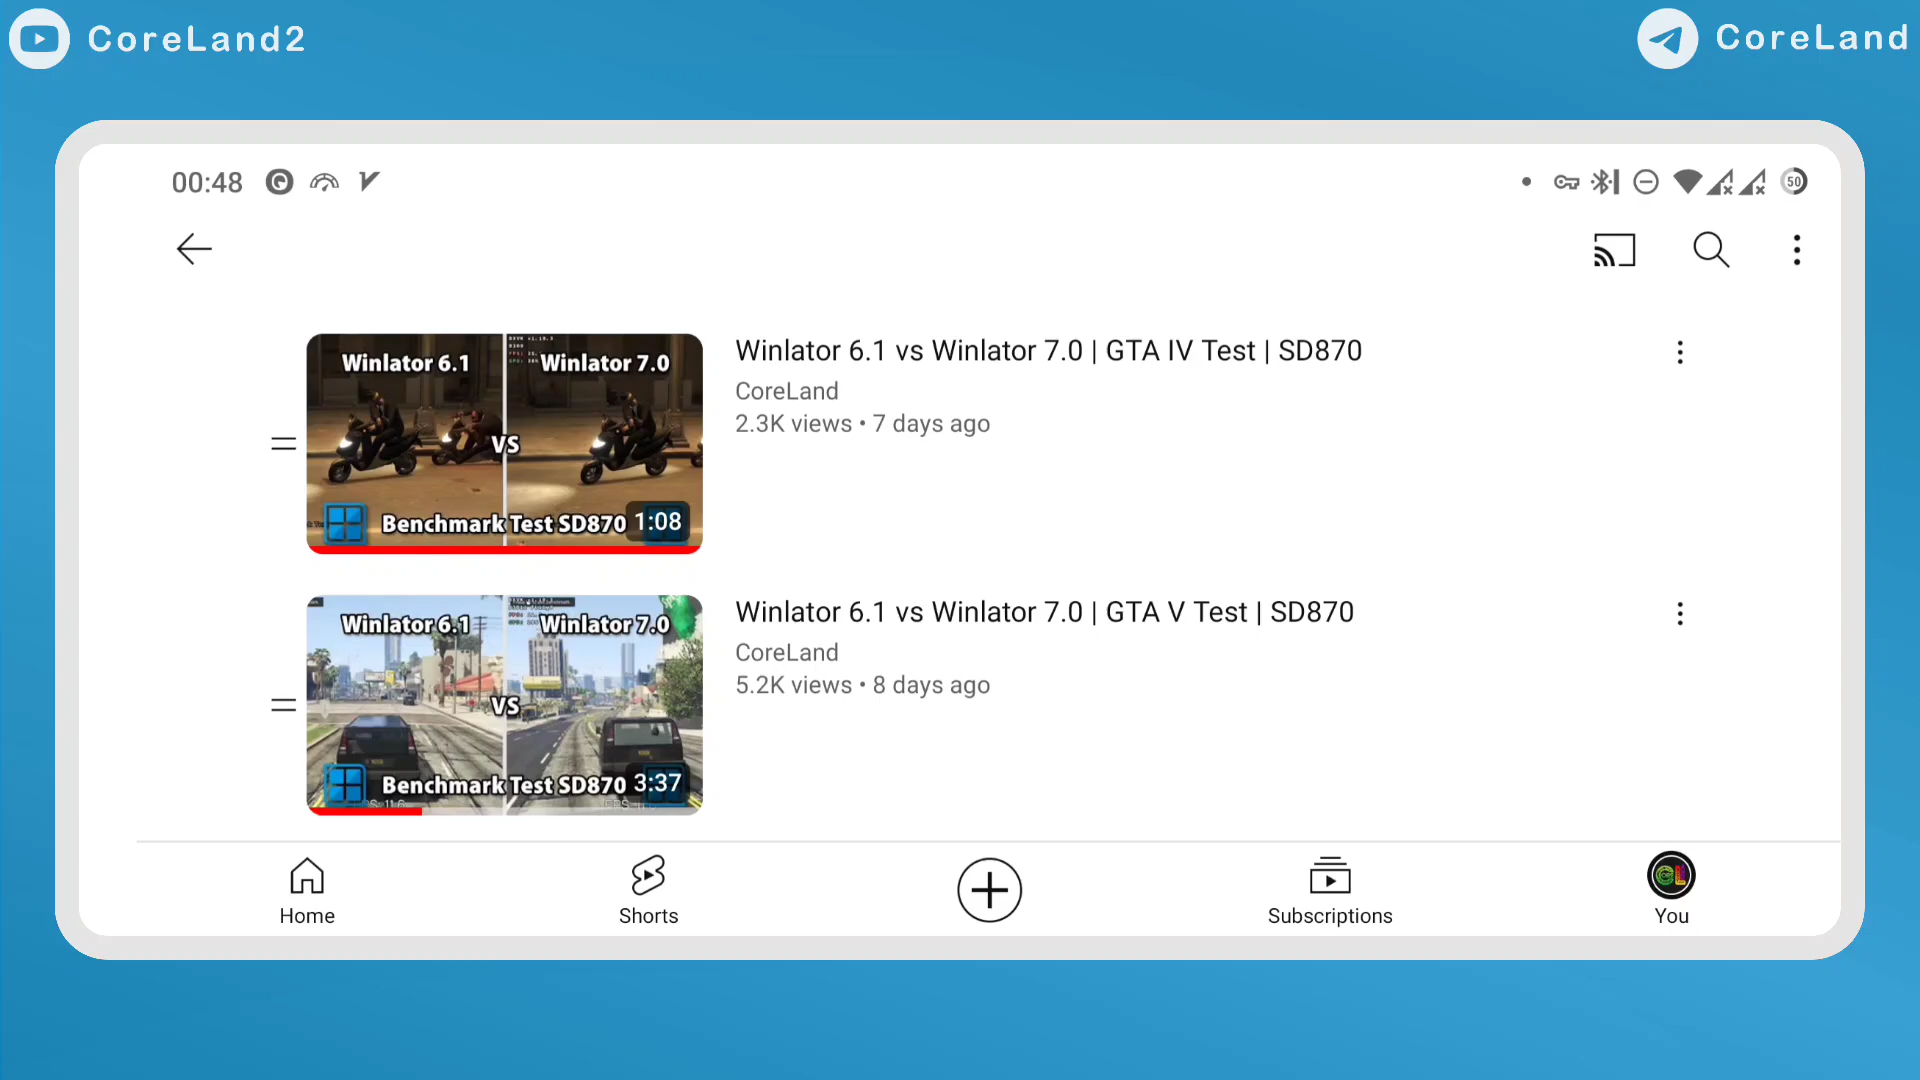 CoreLand2
CoreLand
00:48
50
Winlator 6.1
Winlator 7.0
VS
Benchmark Test SD870
1:08
Winlator 6.1 vs Winlator 7.0 | GTA IV Test | SD870
CoreLand
2.3K views • 7 days ago
Winlator 6.1
Winlator 7.0
VS
Benchmark Test SD870
3:37
Winlator 6.1 vs Winlator 7.0 | GTA V Test | SD870
CoreLand
5.2K views • 8 days ago
Home
Shorts
Subscriptions
You